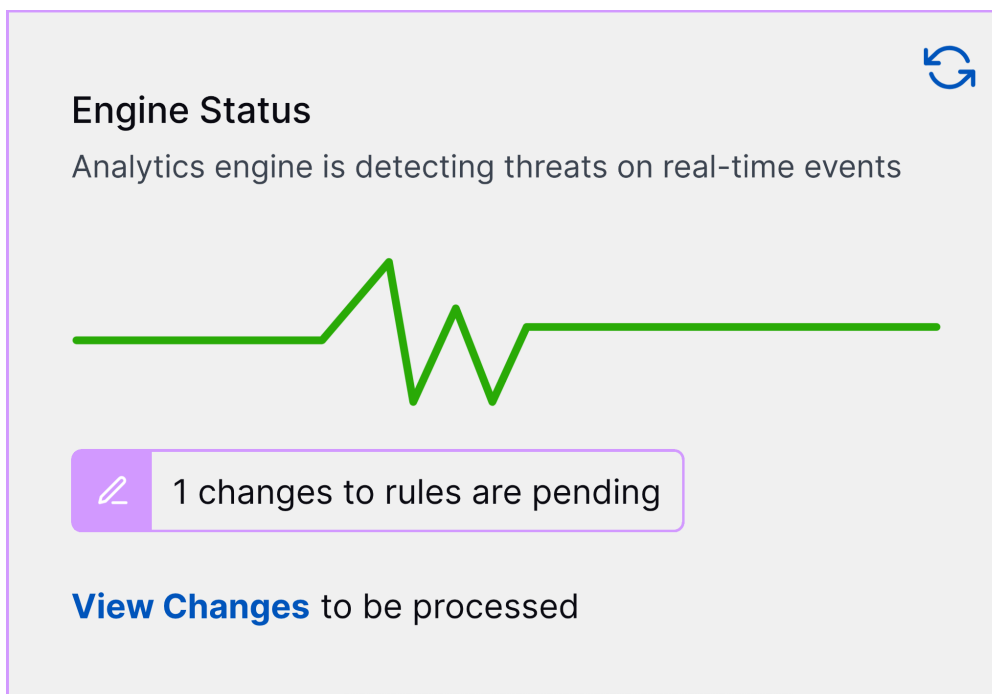 Engine Status
Analytics engine is detecting threats on real-time events
1 changes to rules are pending
View Changes to be processed